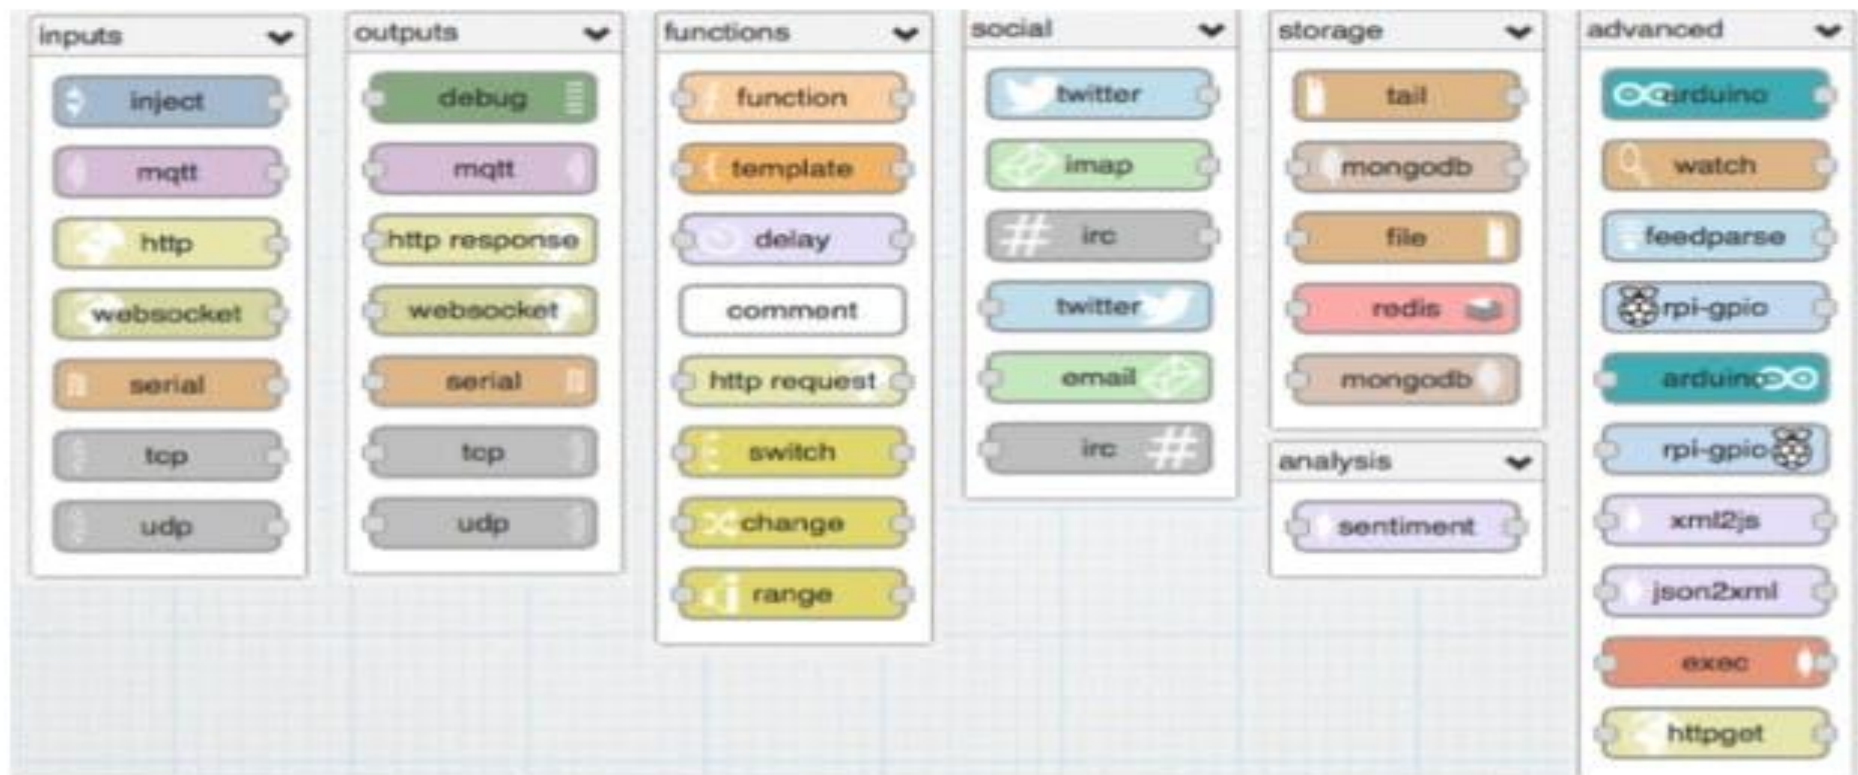 inputs
inject
mqtt
http
websocket
serial
tcp
udp
outputs
debug
mqtt
http response
websocket
serial
tcp
udp
functions
function
template
delay
comment
http request
switch
change
range
social
twitter
imap
irc
twitter
email
irc
storage
tail
mongodb
file
redis
mongodb
analysis
sentiment
advanced
arduino
watch
feedparse
rpi-gpio
arduino
rpi-gpio
xml2js
json2xml
exec
httpget